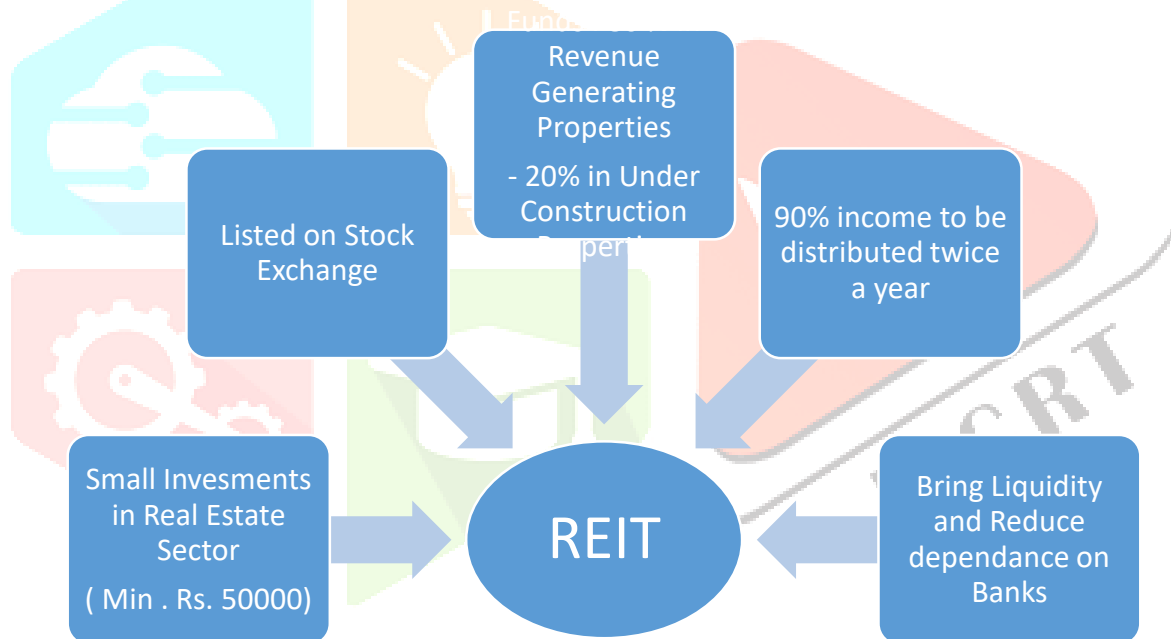 Funds
Revenue
Generating
Properties
- 20% in Under
Construction
Listed on Stock
Exchange
90% income to be
distributed twice
a year
Small Invesments
in Real Estate
Sector
( Min . Rs. 50000)
REIT
Bring Liquidity
and Reduce
dependance on
Banks